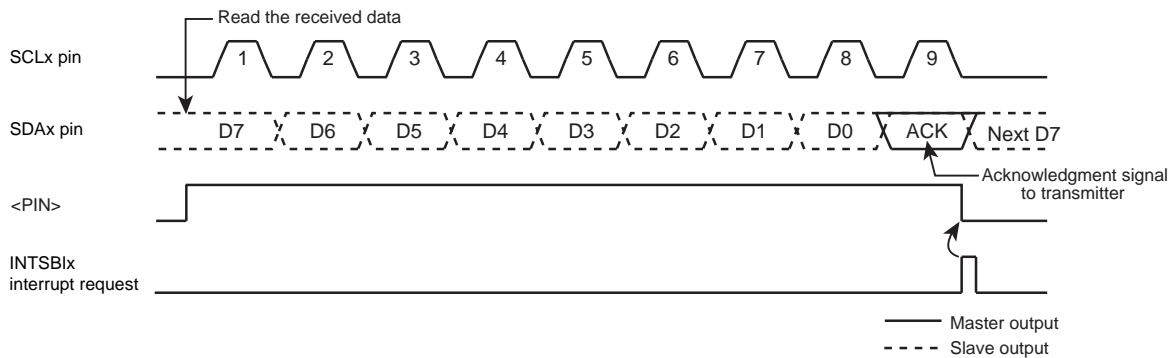 Read the received data
SCLx pin
1 2 3 4 5 6 7 8 9
SDAx pin
D7 D6 D5 D4 D3 D2 D1 D0 ACK Next D7
Acknowledgment signal
to transmitter
<PIN>
INTSBIx
interrupt request
Master output
Slave output